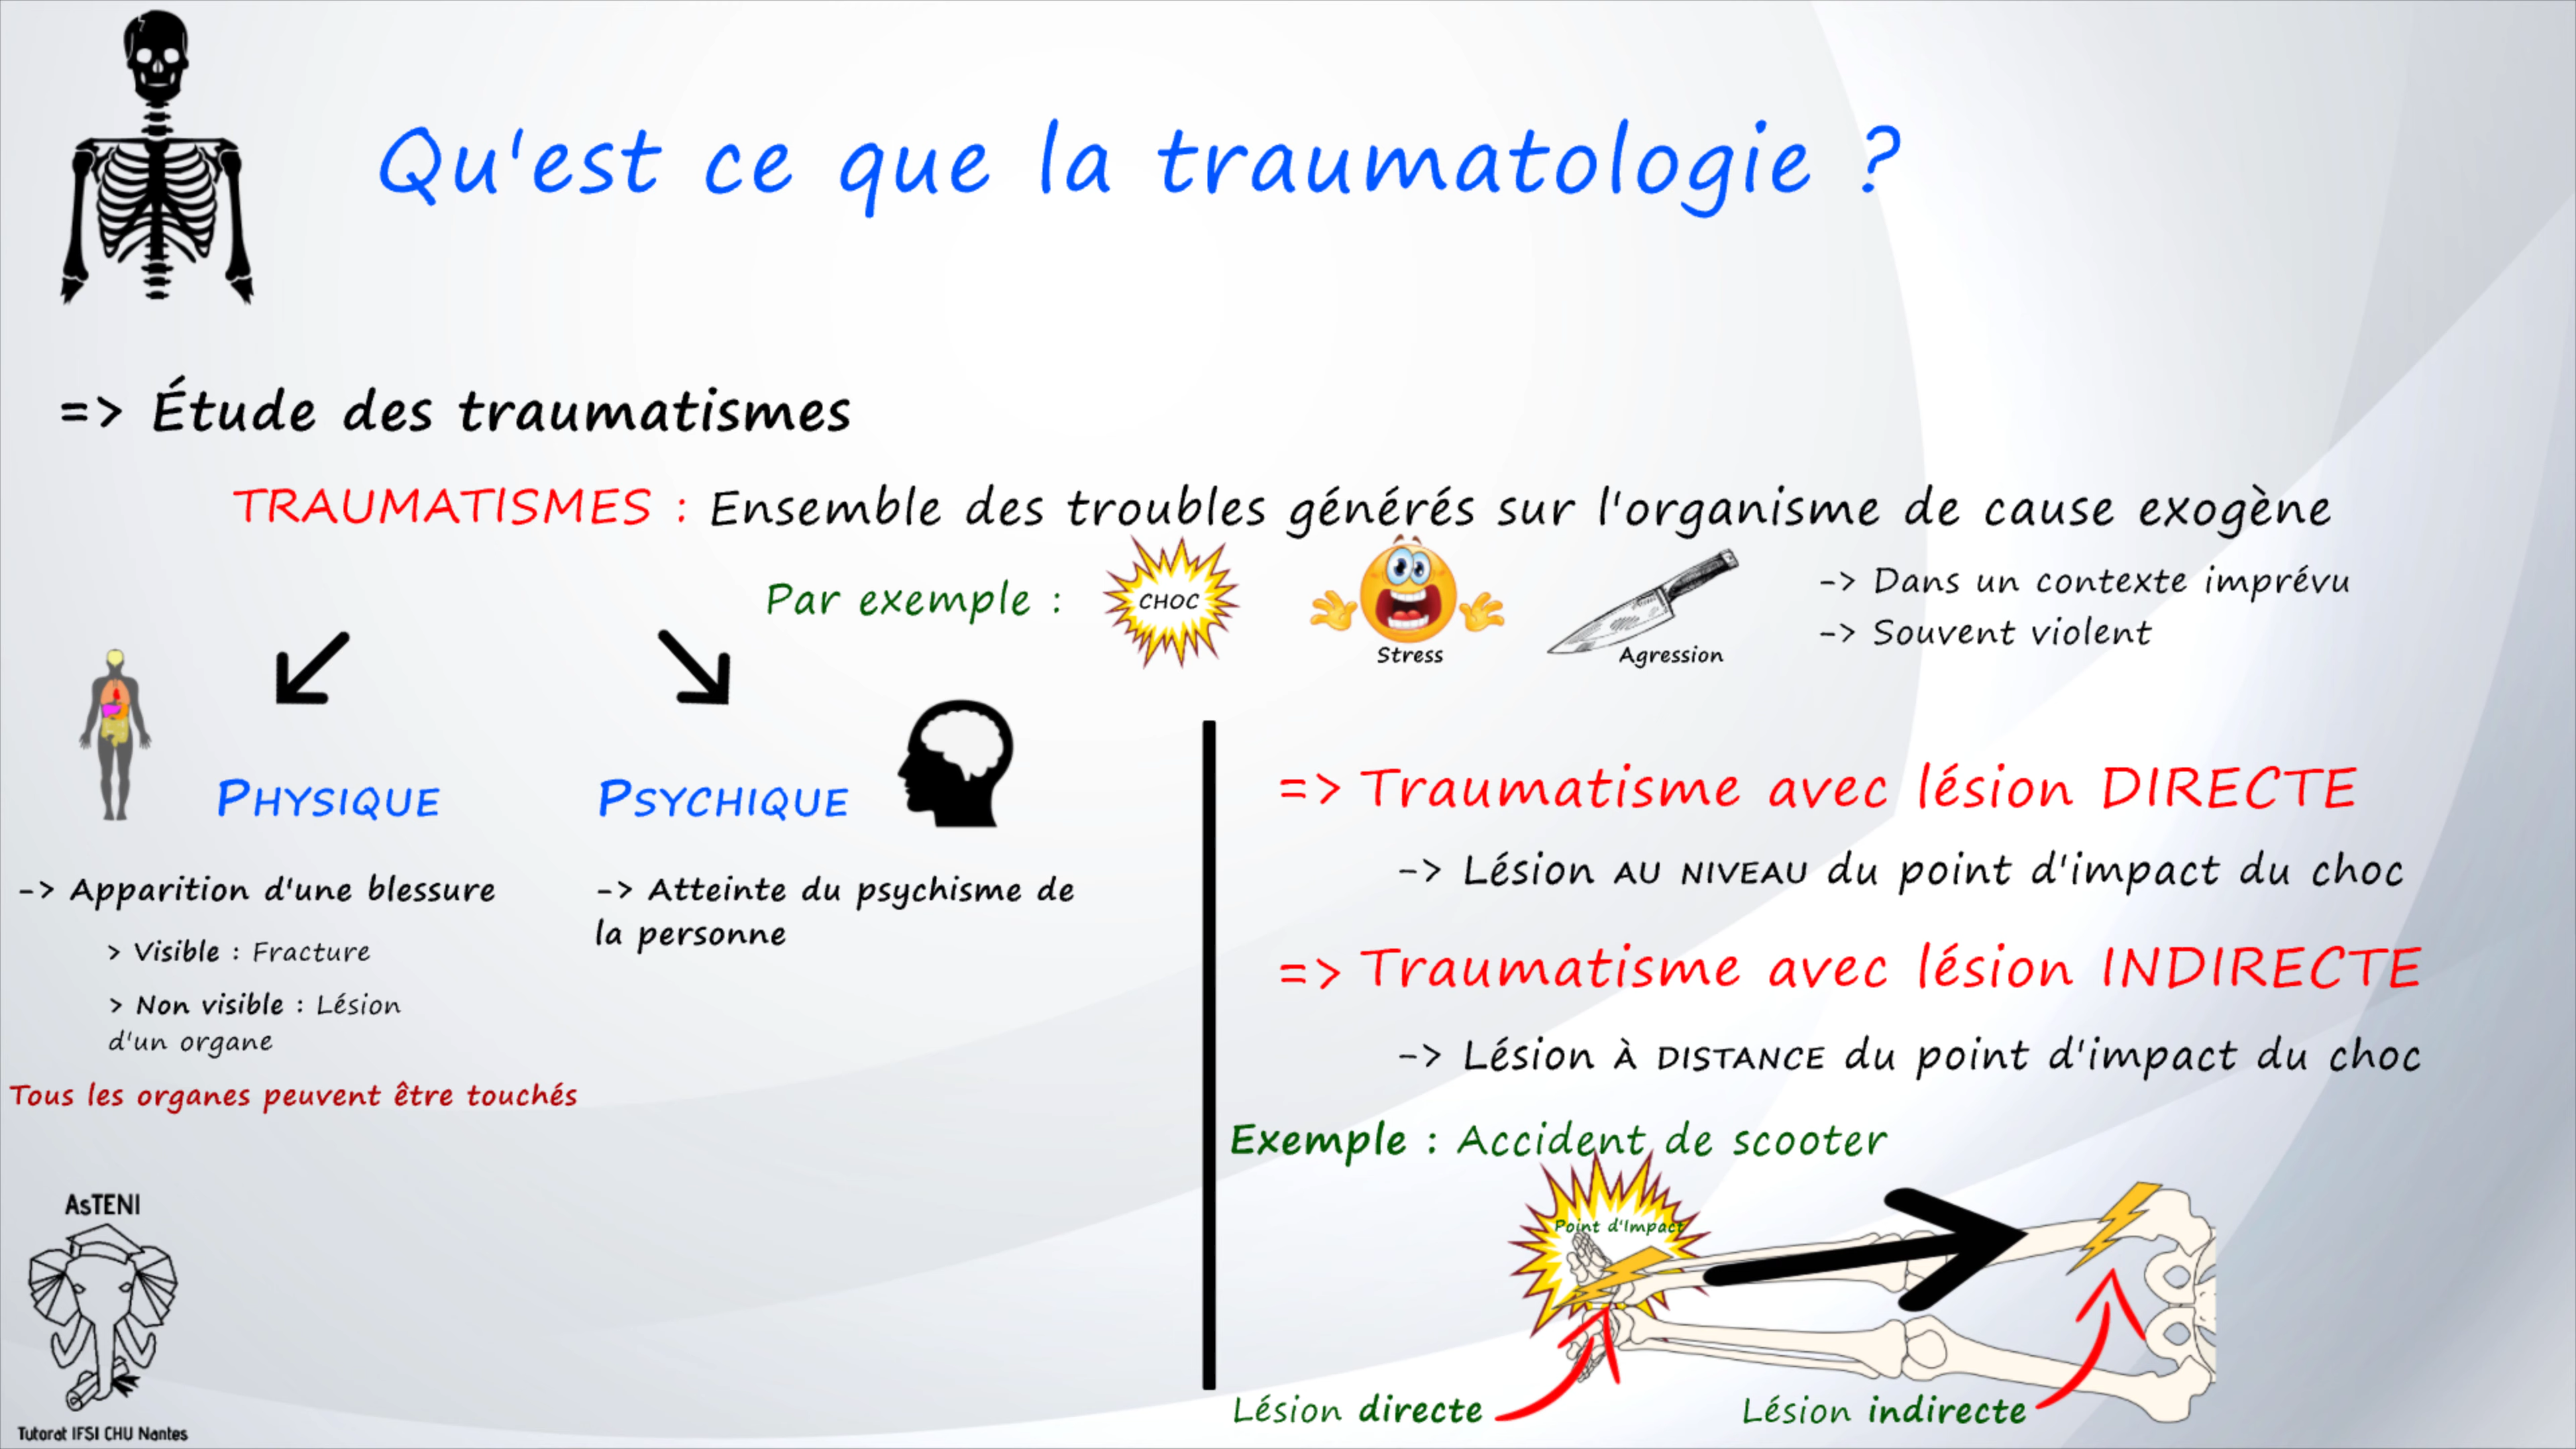 Qu'est ce que la traumatologie ?
=> Étude des traumatismes
TRAUMATISMES : Ensemble des troubles générés sur l'organisme de cause exogène
Par exemple :
CHOC
Stress
Agression
-> Dans un contexte imprévu
-> Souvent violent
PHYSIQUE
-> Apparition d'une blessure
> Visible : Fracture
> Non visible : Lésion
d'un organe
Tous les organes peuvent être touchés
PSYCHIQUE
-> Atteinte du psychisme de
la personne
=> Traumatisme avec lésion DIRECTE
-> Lésion AU NIVEAU du point d'impact du choc
=> Traumatisme avec lésion INDIRECTE
-> Lésion À DISTANCE du point d'impact du choc
Exemple : Accident de scooter
Point d'Impact
Lésion directe
Lésion indirecte
AsTENI
Tutorat IFSI CHU Nantes